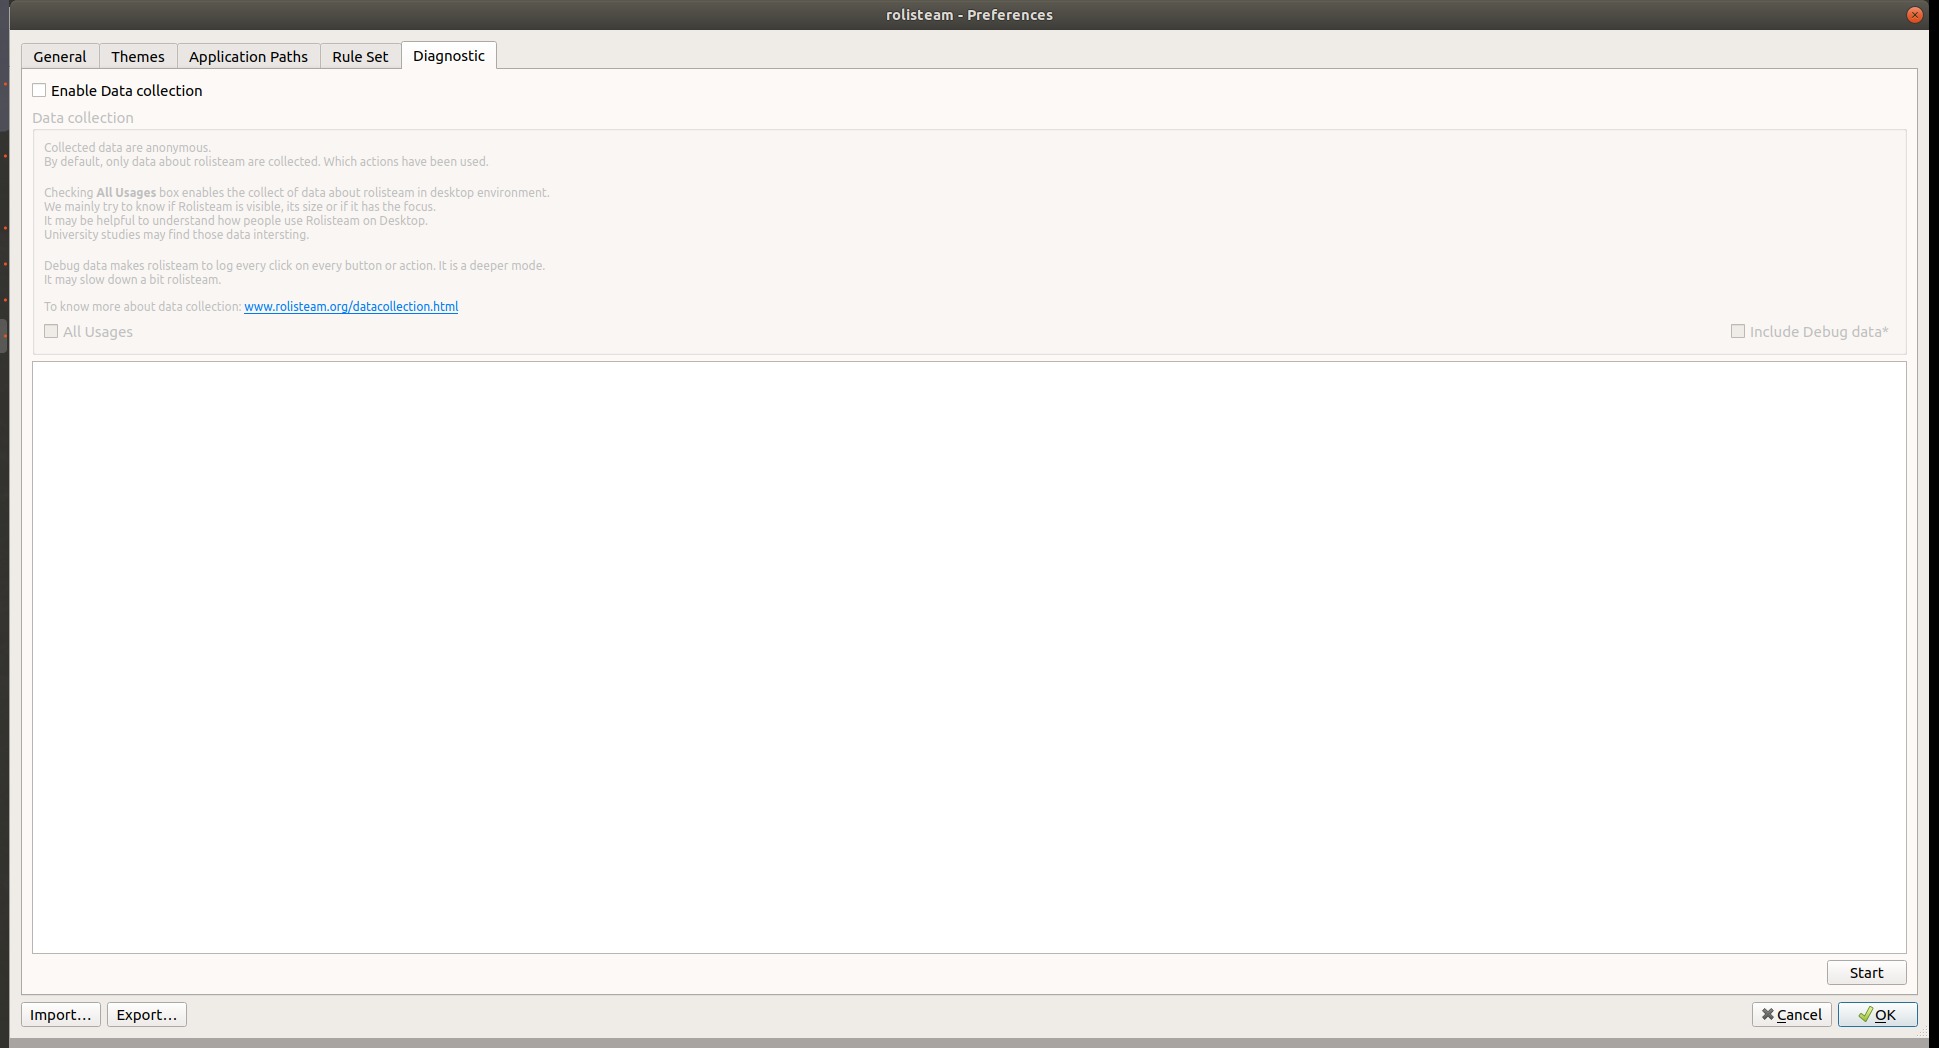 rolisteam - Preferences
General Themes Application Paths Rule Set Diagnostic
Enable Data collection
Data collection
Collected data are anonymous.
By default, only data about rolisteam are collected. Which actions have been used.
Checking All Usages box enables the collect of data about rolisteam in desktop environment.
We mainly try to know if Rolisteam is visible, its size or if it has the focus.
It may be helpful to understand how people use Rolisteam on Desktop.
University studies may find those data intersting.
Debug data makes rolisteam to log every click on every button or action. It is a deeper mode.
It may slow down a bit rolisteam.
To know more about data collection: www.rolisteam.org/datacollection.html
All Usages Include Debug data*
Start
Import... Export... Cancel OK